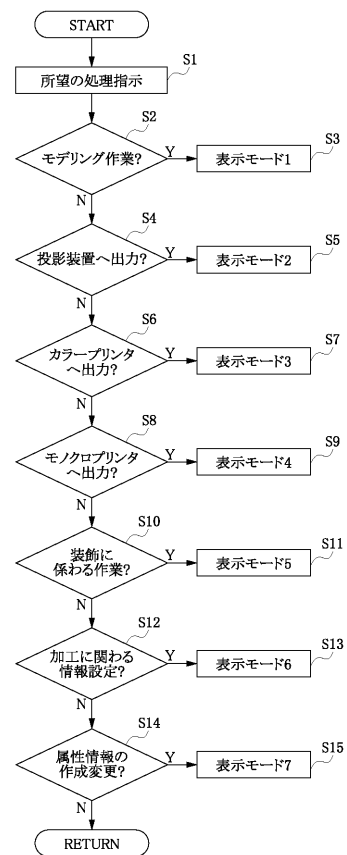 START
S1
所望の処理指示
S2
モデリング作業?
Y
S3
表示モード1
N
S4
投影装置へ出力?
Y
S5
表示モード2
N
S6
カラープリンタ
へ出力?
Y
S7
表示モード3
N
S8
モノクロプリンタ
へ出力?
Y
S9
表示モード4
N
S10
装飾に
係わる作業?
Y
S11
表示モード5
N
S12
加工に関わる
情報設定?
Y
S13
表示モード6
N
S14
属性情報の
作成変更?
Y
S15
表示モード7
N
RETURN